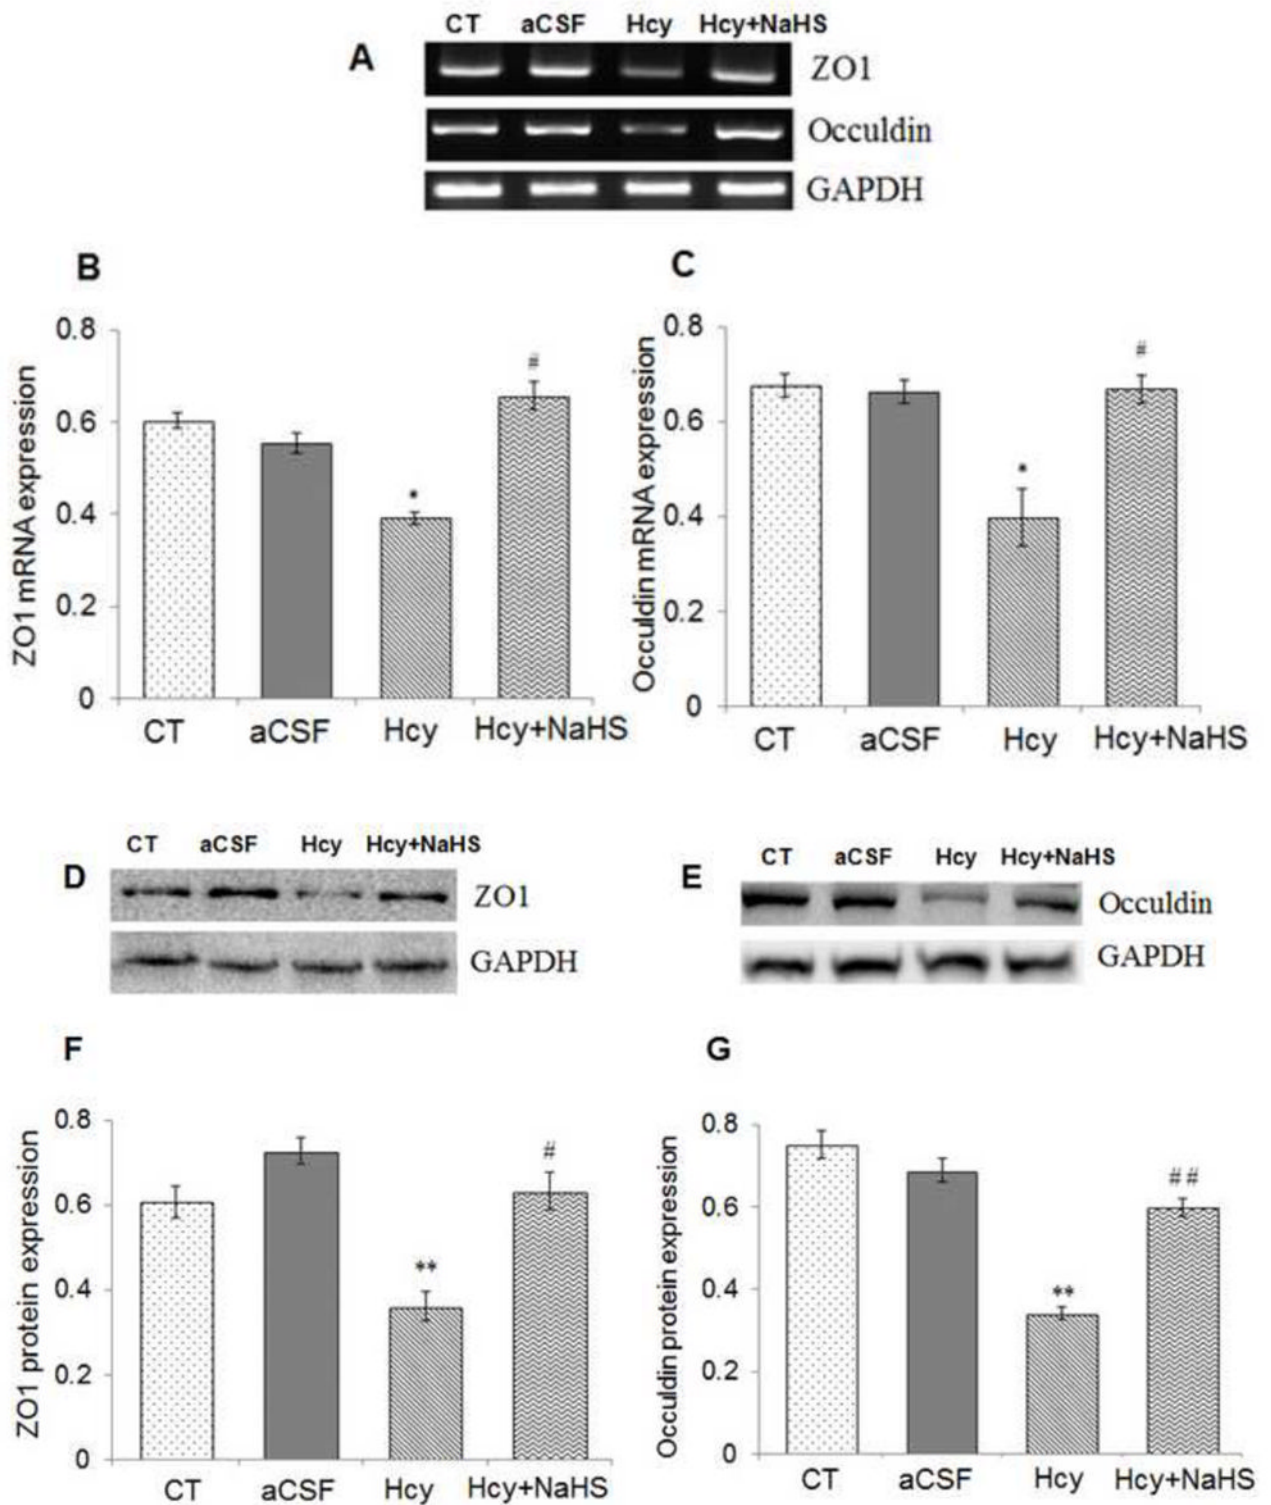 CT aCSF Hcy Hcy+NaHS
A
ZO1
Occuldin
GAPDH
B
ZO1 mRNA expression
0.8
0.6
0.4
0.2
0
*
#
CT aCSF Hcy Hcy+NaHS
C
Occuldin mRNA expression
0.8
0.6
0.4
0.2
0
*
#
CT aCSF Hcy Hcy+NaHS
D
CT aCSF Hcy Hcy+NaHS
ZO1
GAPDH
E
CT aCSF Hcy Hcy+NaHS
Occuldin
GAPDH
F
ZO1 protein expression
0.8
0.6
0.4
0.2
0
**
#
CT aCSF Hcy Hcy+NaHS
G
Occuldin protein expression
0.8
0.6
0.4
0.2
0
**
##
CT aCSF Hcy Hcy+NaHS